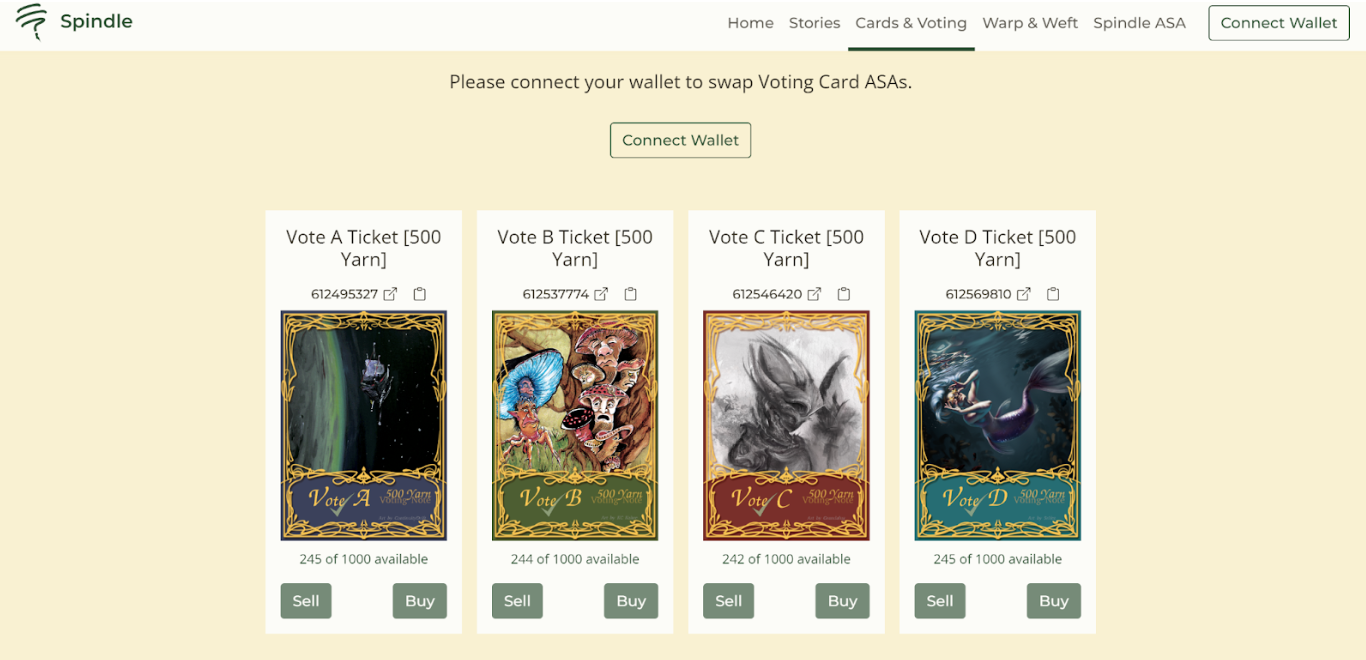 Spindle
Home Stories Cards & Voting Warp & Weft Spindle ASA Connect Wallet
Please connect your wallet to swap Voting Card ASAs.
Connect Wallet
Vote A Ticket [500
Yarn]
612495327
Vote A
500 Yarn
Voting-Note
245 of 1000 available
Sell Buy
Vote B Ticket [500
Yarn]
612537774
Vote B
500 Yarn
Voting-Note
244 of 1000 available
Sell Buy
Vote C Ticket [500
Yarn]
612546420
Vote C
500 Yarn
Voting-Note
242 of 1000 available
Sell Buy
Vote D Ticket [500
Yarn]
612569810
Vote D
500 Yarn
Voting-Note
245 of 1000 available
Sell Buy